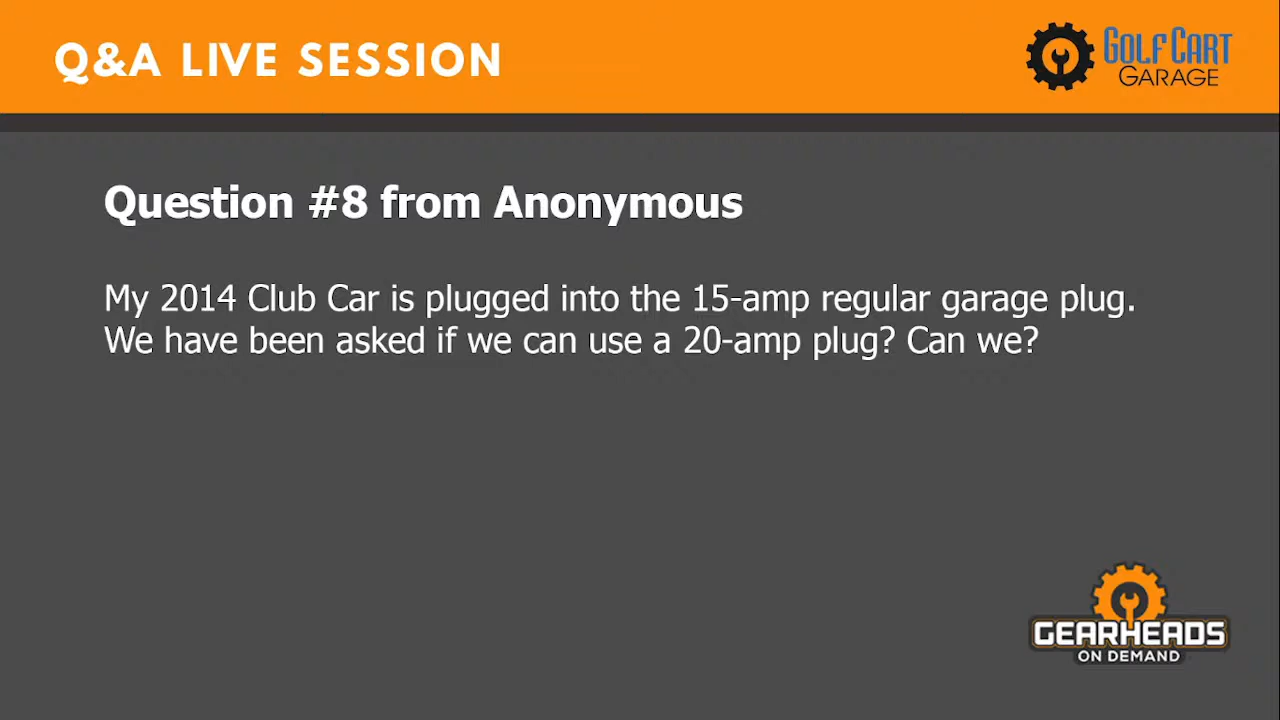 Q&A LIVE SESSION
GOLF CART
GARAGE
Question #8 from Anonymous
My 2014 Club Car is plugged into the 15-amp regular garage plug.
We have been asked if we can use a 20-amp plug? Can we?
GEARHEADS
ON DEMAND